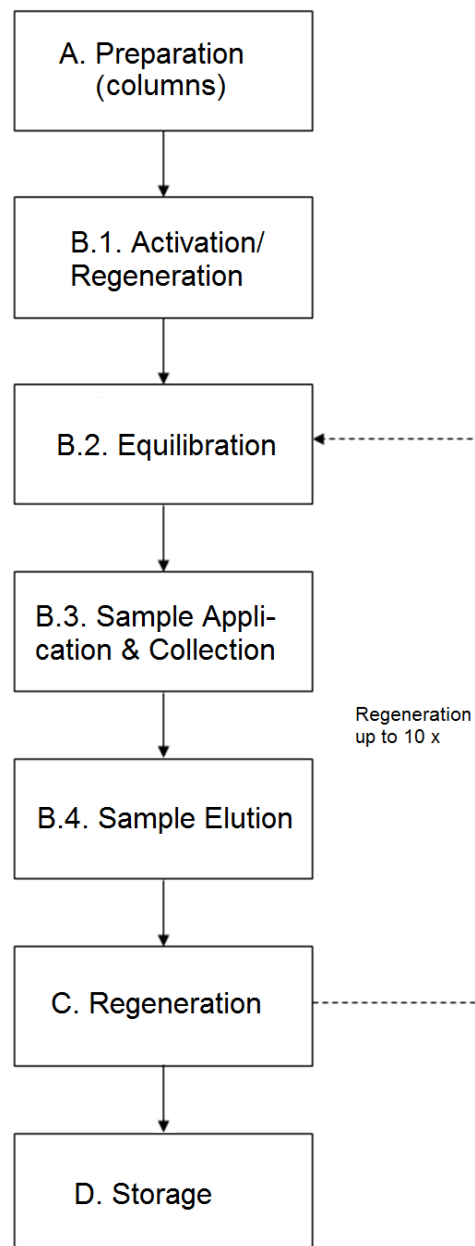 A. Preparation
(columns)
B.1. Activation/
Regeneration
B.2. Equilibration
B.3. Sample Appli-
cation & Collection
Regeneration
up to 10 x
B.4. Sample Elution
C. Regeneration
D. Storage